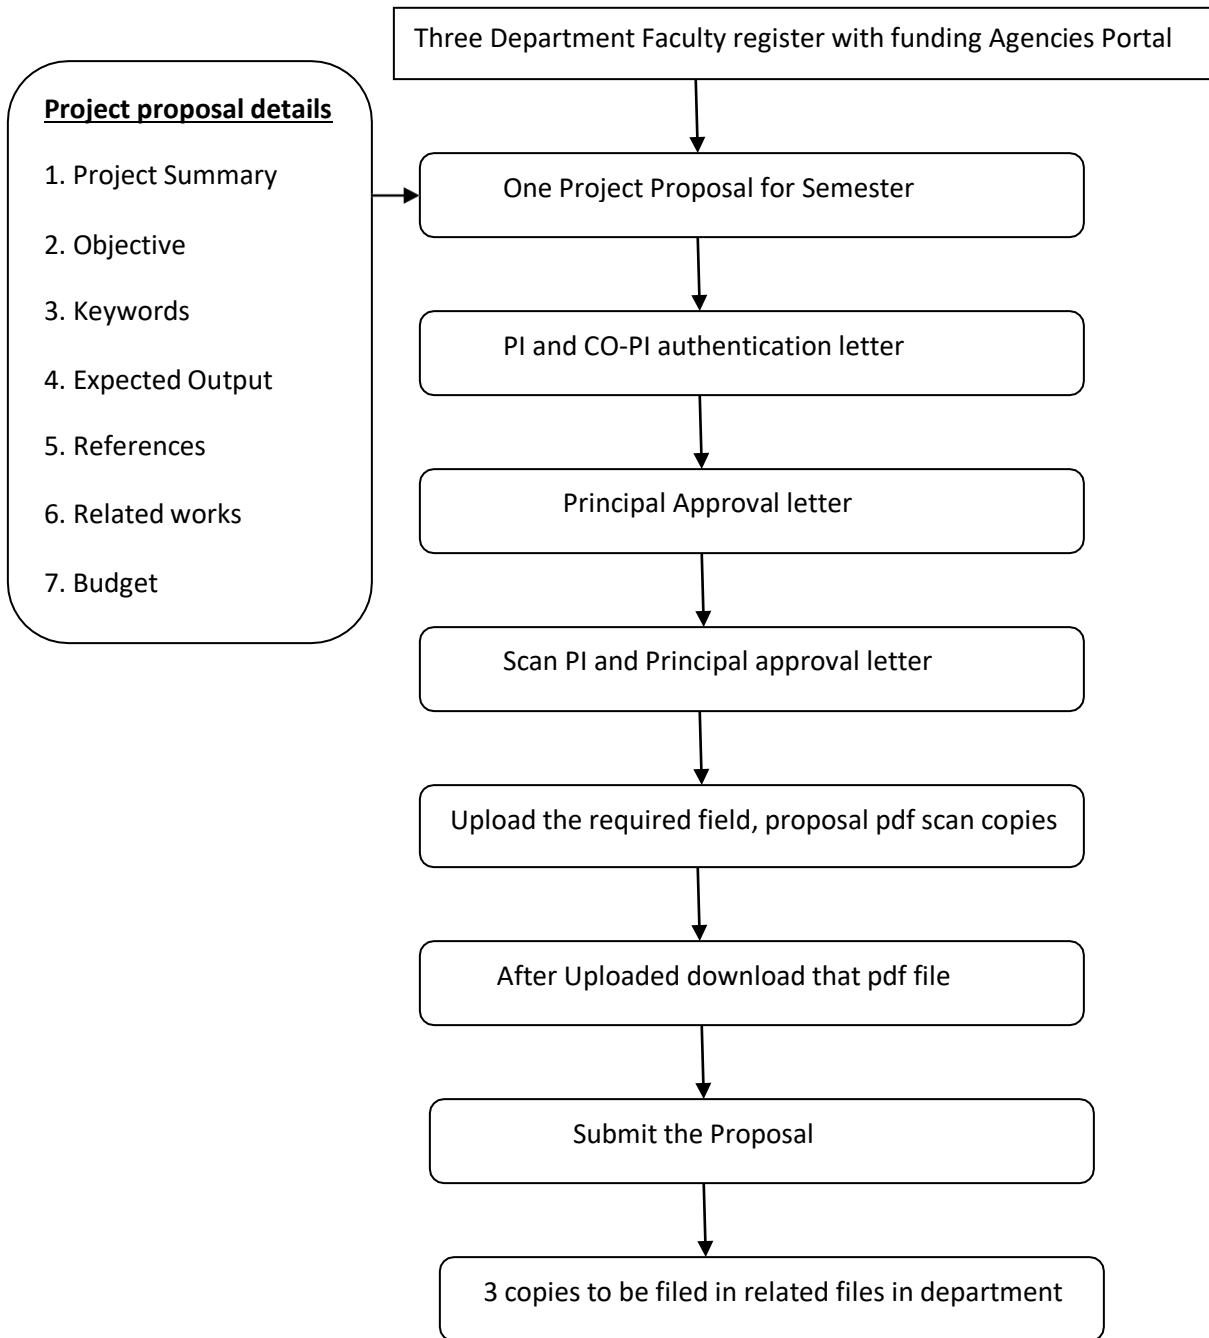 Three Department Faculty register with funding Agencies Portal
Project proposal details
1. Project Summary
2. Objective
3. Keywords
4. Expected Output
5. References
6. Related works
7. Budget
One Project Proposal for Semester
PI and CO-PI authentication letter
Principal Approval letter
Scan PI and Principal approval letter
Upload the required field, proposal pdf scan copies
After Uploaded download that pdf file
Submit the Proposal
3 copies to be filed in related files in department